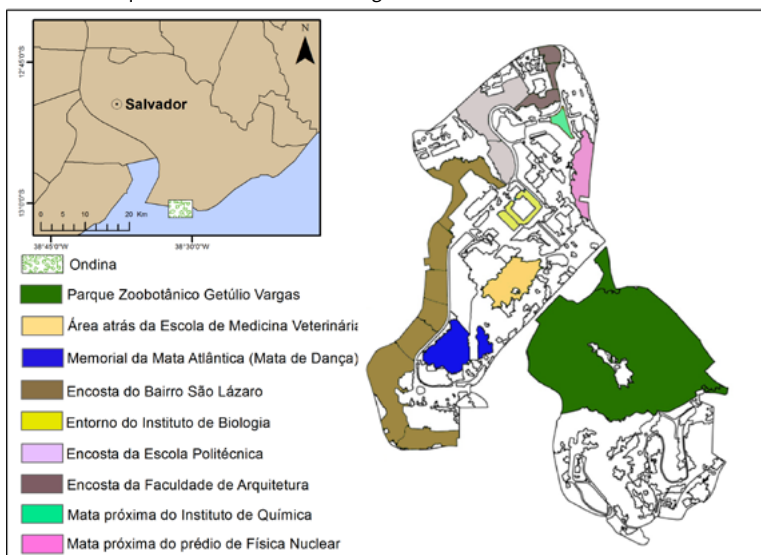 N
12°45'0"S
Salvador
13°0'0"S
0 5 10 20 Km
38°45'0"W 38°30'0"W
Ondina
Parque Zoobotânico Getúlio Vargas
Área atrás da Escola de Medicina Veterinária
Memorial da Mata Atlântica (Mata de Dança)
Encosta do Bairro São Lázaro
Entorno do Instituto de Biologia
Encosta da Escola Politécnica
Encosta da Faculdade de Arquitetura
Mata próxima do Instituto de Química
Mata próxima do prédio de Física Nuclear